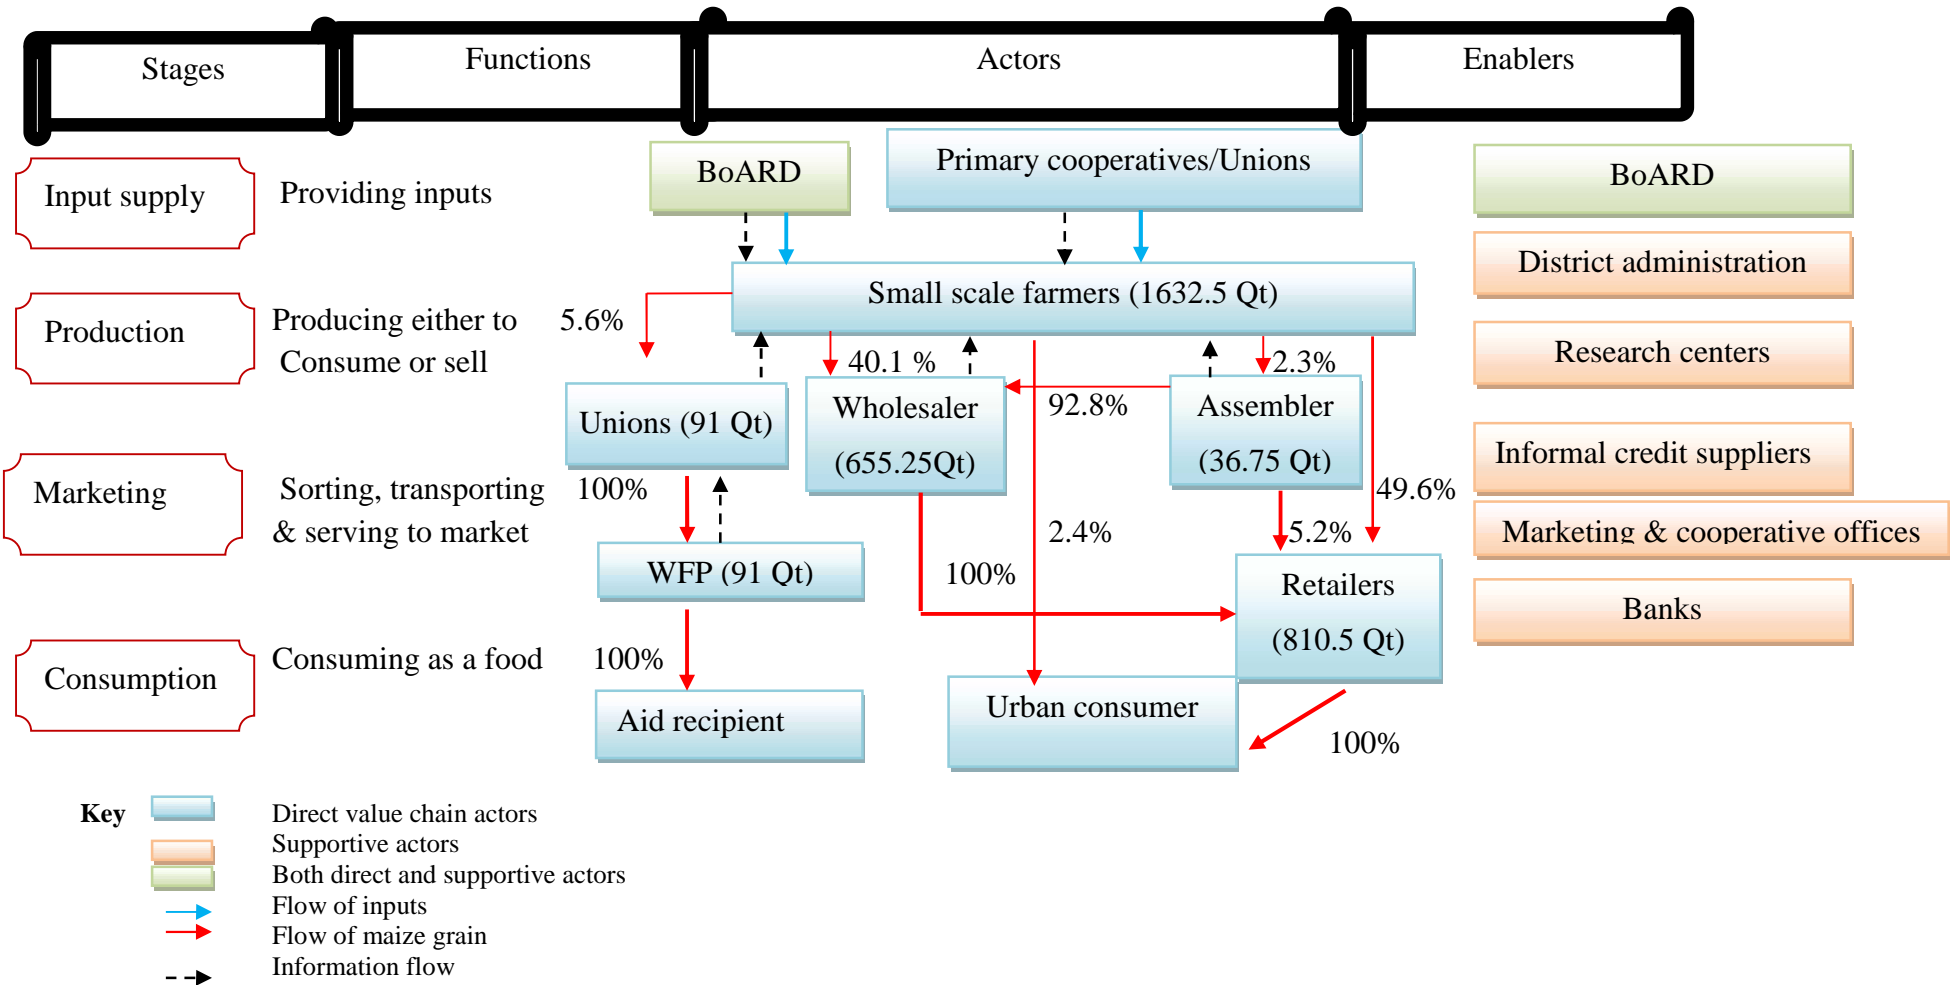 Stages
Functions
Actors
Enablers
Input supply
Providing inputs
BoARD
Primary cooperatives/Unions
BoARD
District administration
Small scale farmers (1632.5 Qt)
Production
Producing either to
Consume or sell
5.6%
40.1 %
2.3%
Research centers
Unions (91 Qt)
Wholesaler
(655.25Qt)
92.8%
Assembler
(36.75 Qt)
Informal credit suppliers
Marketing
Sorting, transporting
& serving to market
100%
49.6%
2.4%
5.2%
Marketing & cooperative offices
WFP (91 Qt)
100%
Retailers
(810.5 Qt)
Banks
Consumption
Consuming as a food
100%
Aid recipient
Urban consumer
100%
Key
Direct value chain actors
Supportive actors
Both direct and supportive actors
Flow of inputs
Flow of maize grain
Information flow